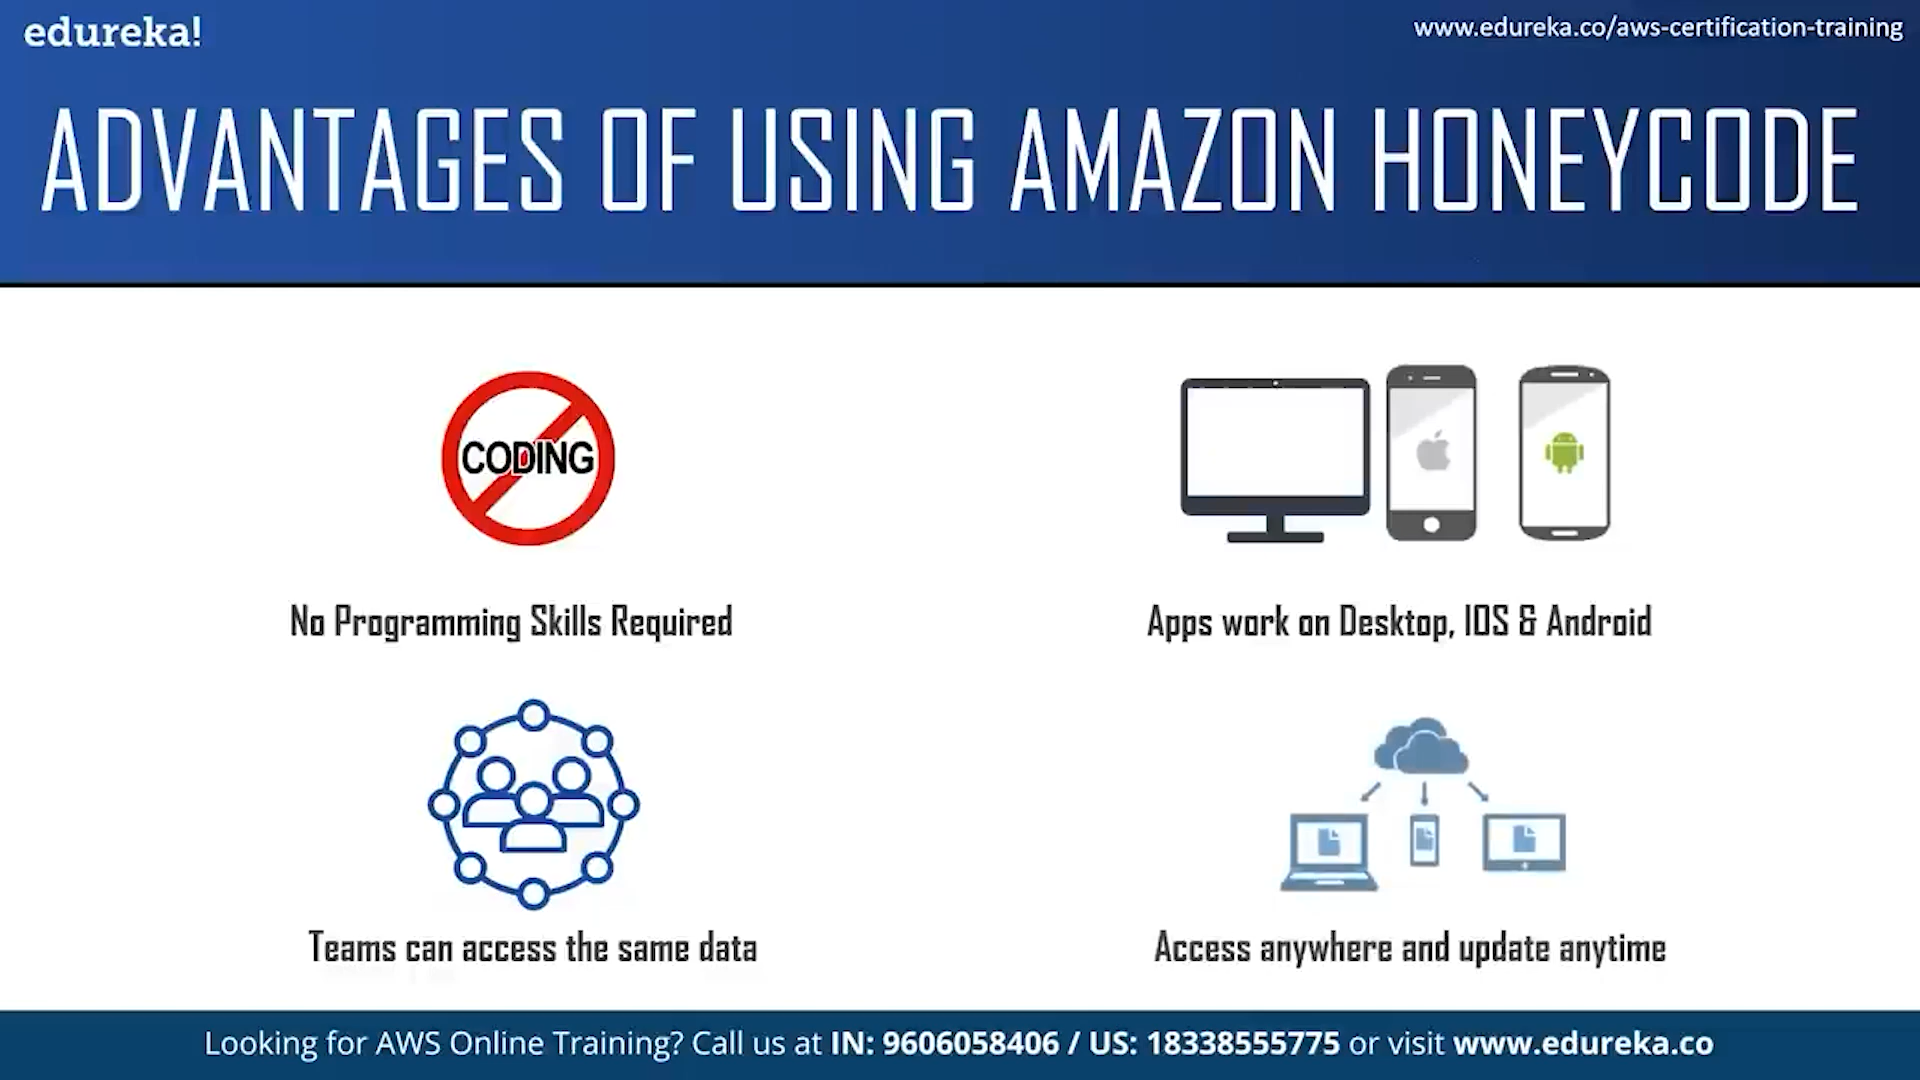 edureka!
www.edureka.co/aws-certification-training
ADVANTAGES OF USING AMAZON HONEYCODE
CODING
No Programming Skills Required
Apps work on Desktop, IOS & Android
Teams can access the same data
Access anywhere and update anytime
Looking for AWS Online Training? Call us at IN: 9606058406 / US: 18338555775 or visit www.edureka.co